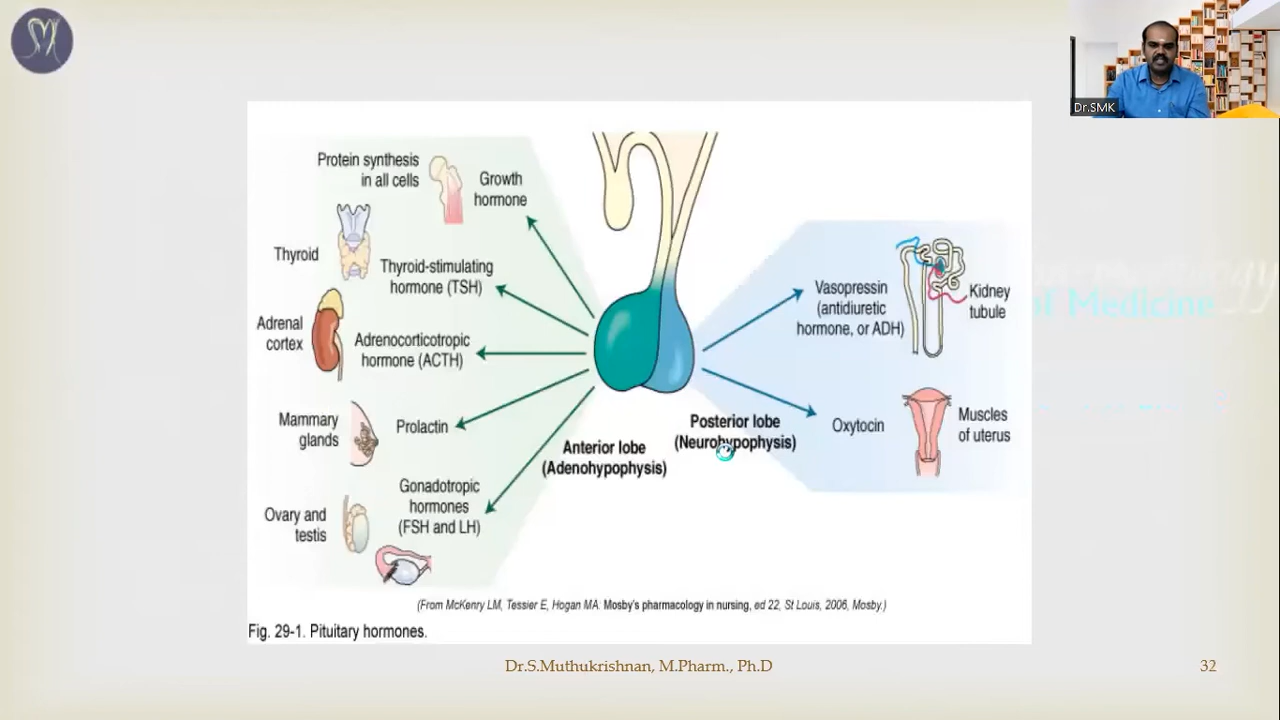 SM
Dr.SMK
Protein synthesis
in all cells
Growth
hormone
Thyroid
Thyroid-stimulating
hormone (TSH)
Adrenal
cortex
Adrenocorticotropic
hormone (ACTH)
Mammary
glands
Prolactin
Gonadotropic
hormones
(FSH and LH)
Ovary and
testis
Anterior lobe
(Adenohypophysis)
Posterior lobe
(Neurohypophysis)
Vasopressin
(antidiuretic
hormone, or ADH)
Kidney
tubule
Oxytocin
Muscles
of uterus
of Medicine
(From McKenry LM, Tessier E, Hogan MA: Mosby's pharmacology in nursing, ed 22, St Louis, 2006, Mosby.)
Fig. 29-1. Pituitary hormones.
Dr.S.Muthukrishnan, M.Pharm., Ph.D
32